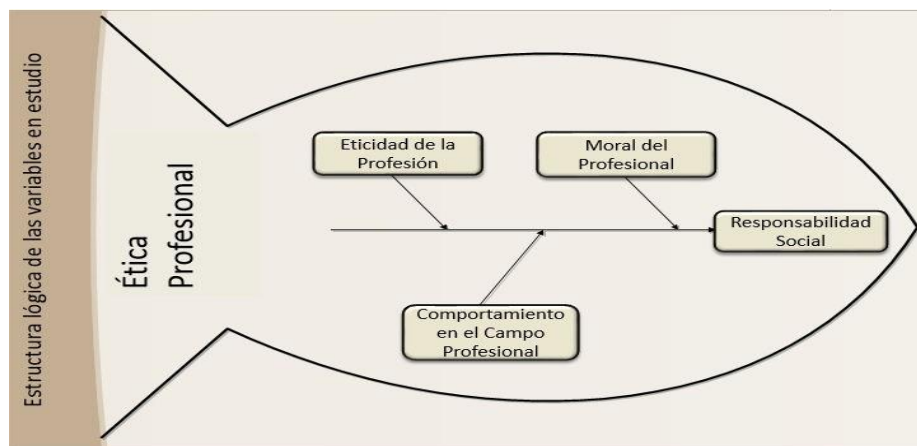 Estructura lógica de las variables en estudio
Ética
Profesional
Eticidad de la
Profesión
Moral del
Profesional
Responsabilidad
Social
Comportamiento
en el Campo
Profesional